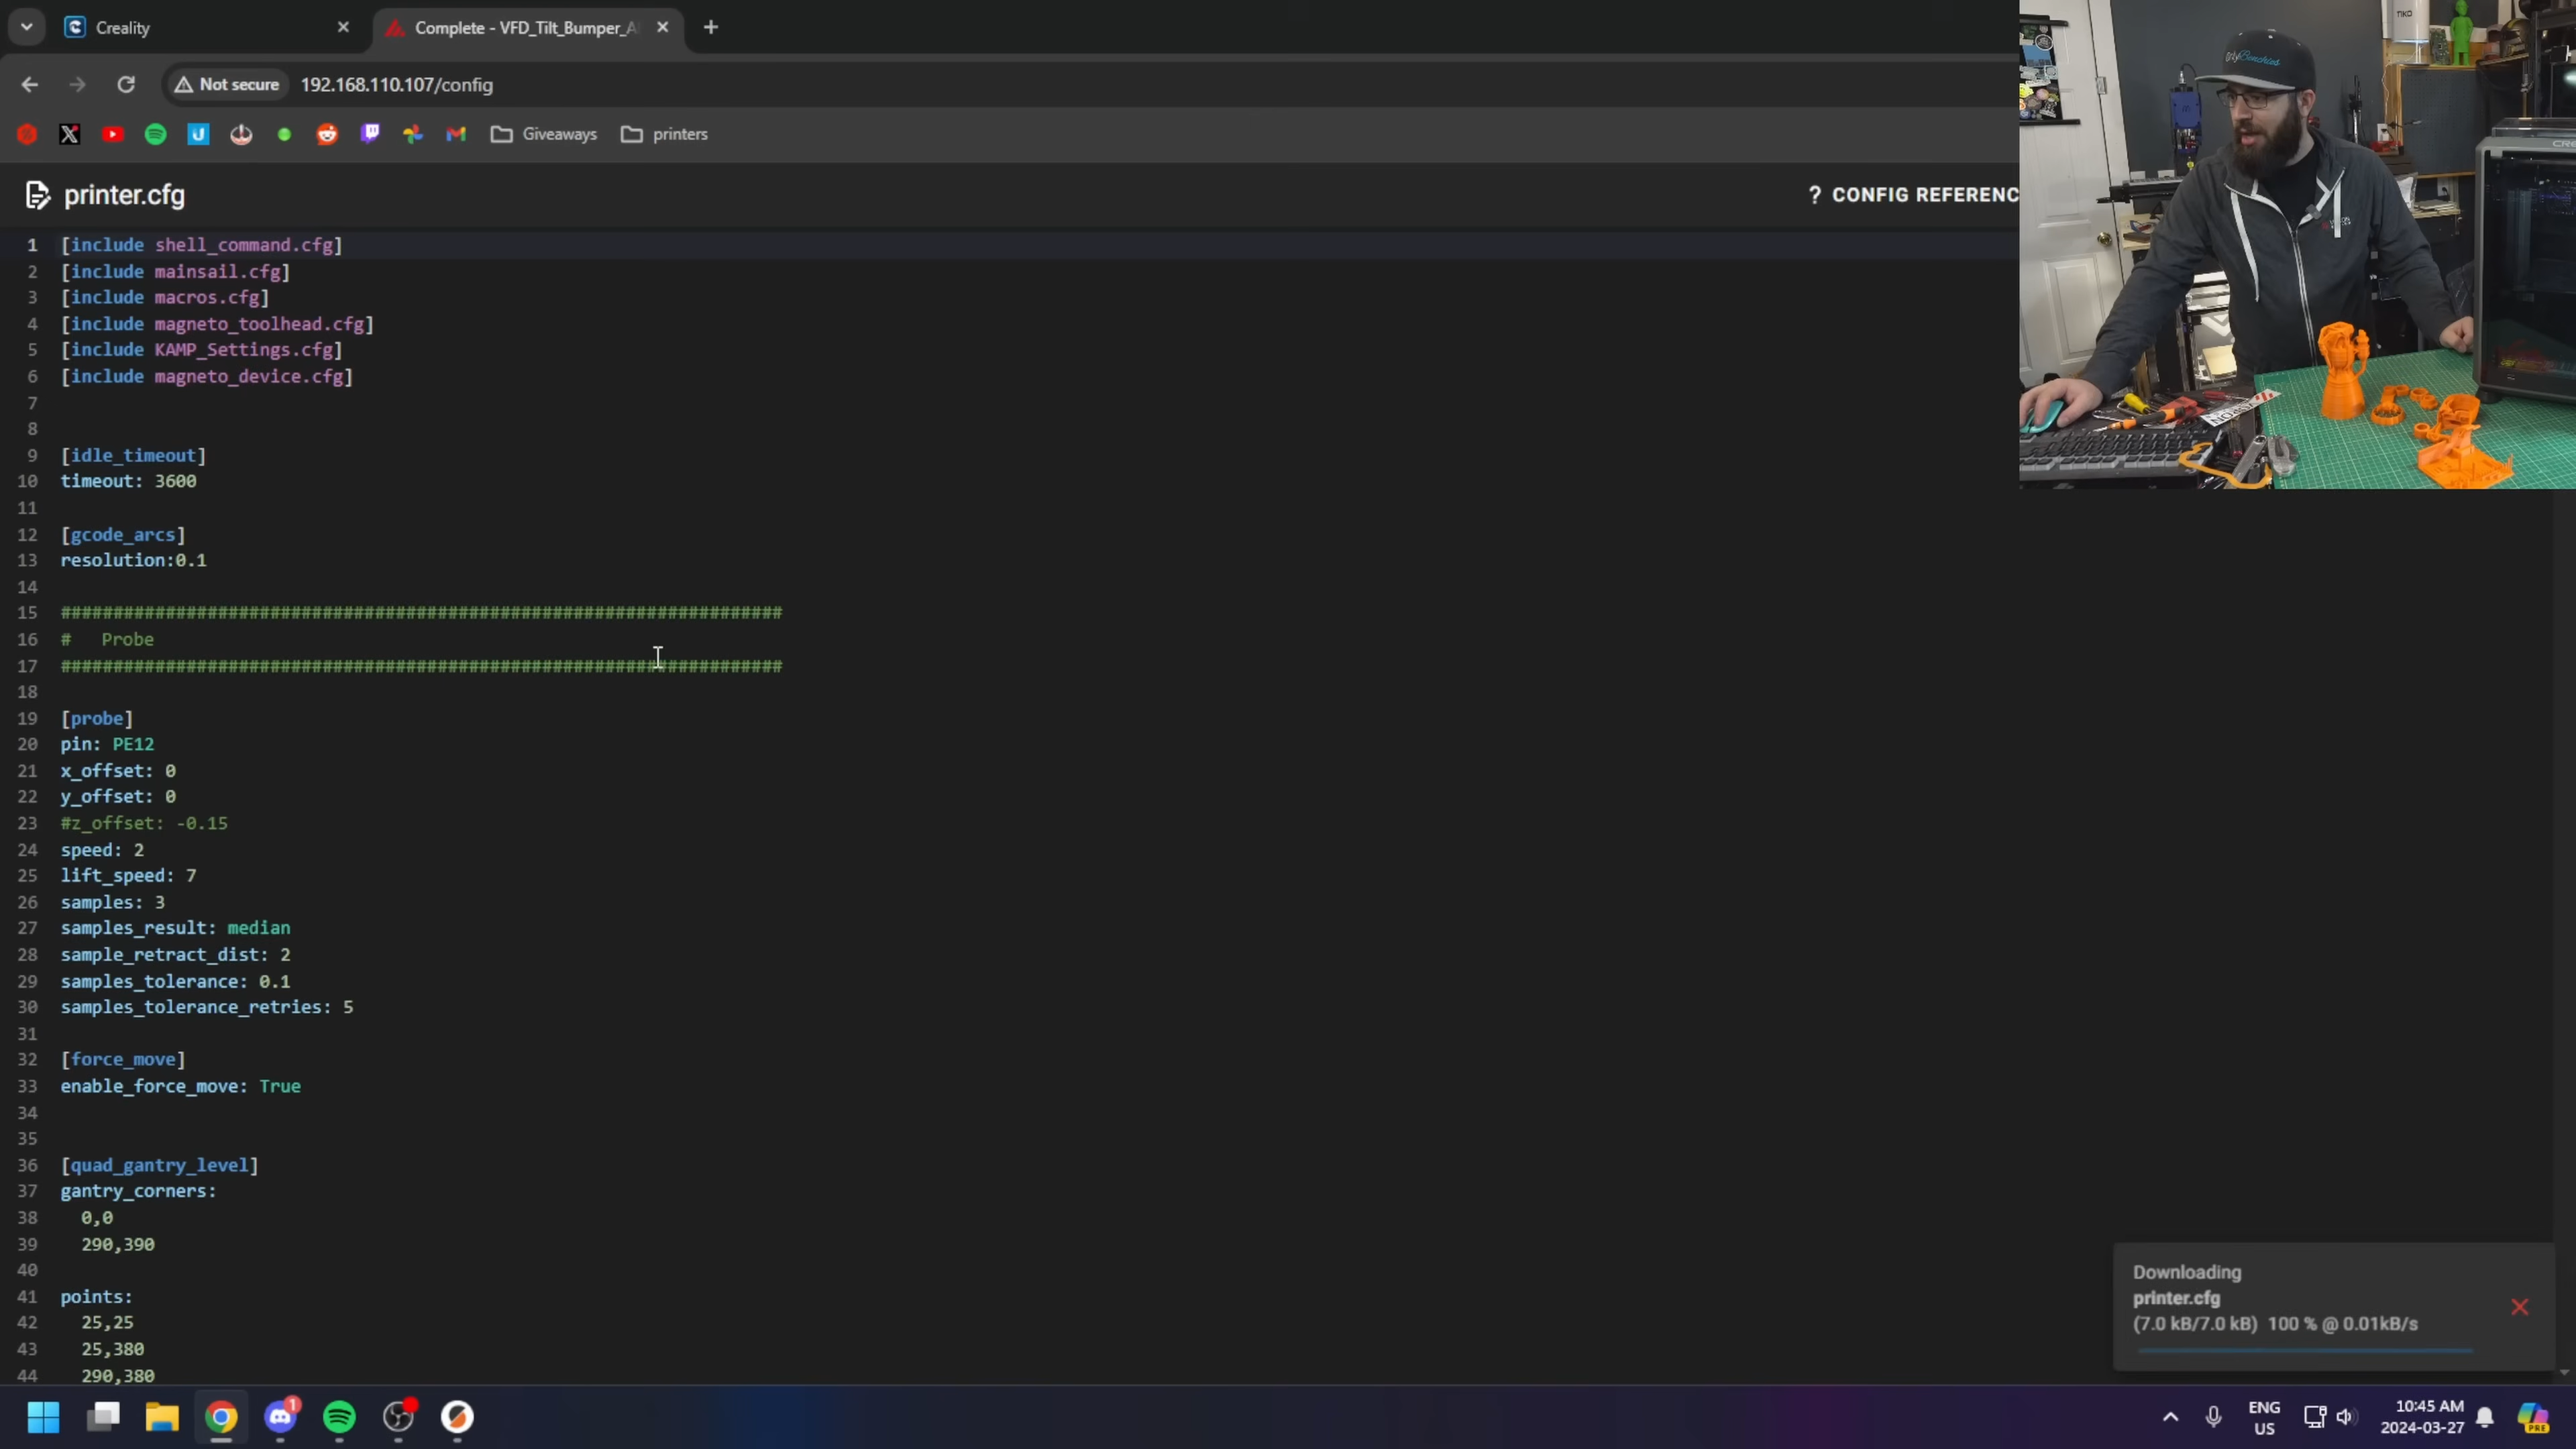 Creality
Complete - VFD_Tilt_Bumper_A
Not secure
192.168.110.107/config
Giveaways
printers
printer.cfg
? CONFIG REFERENC
1 [include shell_command.cfg]
2 [include mainsail.cfg]
3 [include macros.cfg]
4 [include magneto_toolhead.cfg]
5 [include KAMP_Settings.cfg]
6 [include magneto_device.cfg]
7
8
9 [idle_timeout]
10 timeout: 3600
11
12 [gcode_arcs]
13 resolution:0.1
14
15 #####################################################################
16 # Probe
17 #####################################################################
18
19 [probe]
20 pin: PE12
21 x_offset: 0
22 y_offset: 0
23 #z_offset: -0.15
24 speed: 2
25 lift_speed: 7
26 samples: 3
27 samples_result: median
28 sample_retract_dist: 2
29 samples_tolerance: 0.1
30 samples_tolerance_retries: 5
31
32 [force_move]
33 enable_force_move: True
34
35
36 [quad_gantry_level]
37 gantry_corners:
38 0,0
39 290,390
40
41 points:
42 25,25
43 25,380
44 290,380
TIKO
Only Benchies
CRE
Downloading
printer.cfg
(7.0 kB/7.0 kB) 100 % @ 0.01kB/s
1
ENG
US
10:45 AM
2024-03-27
PRE